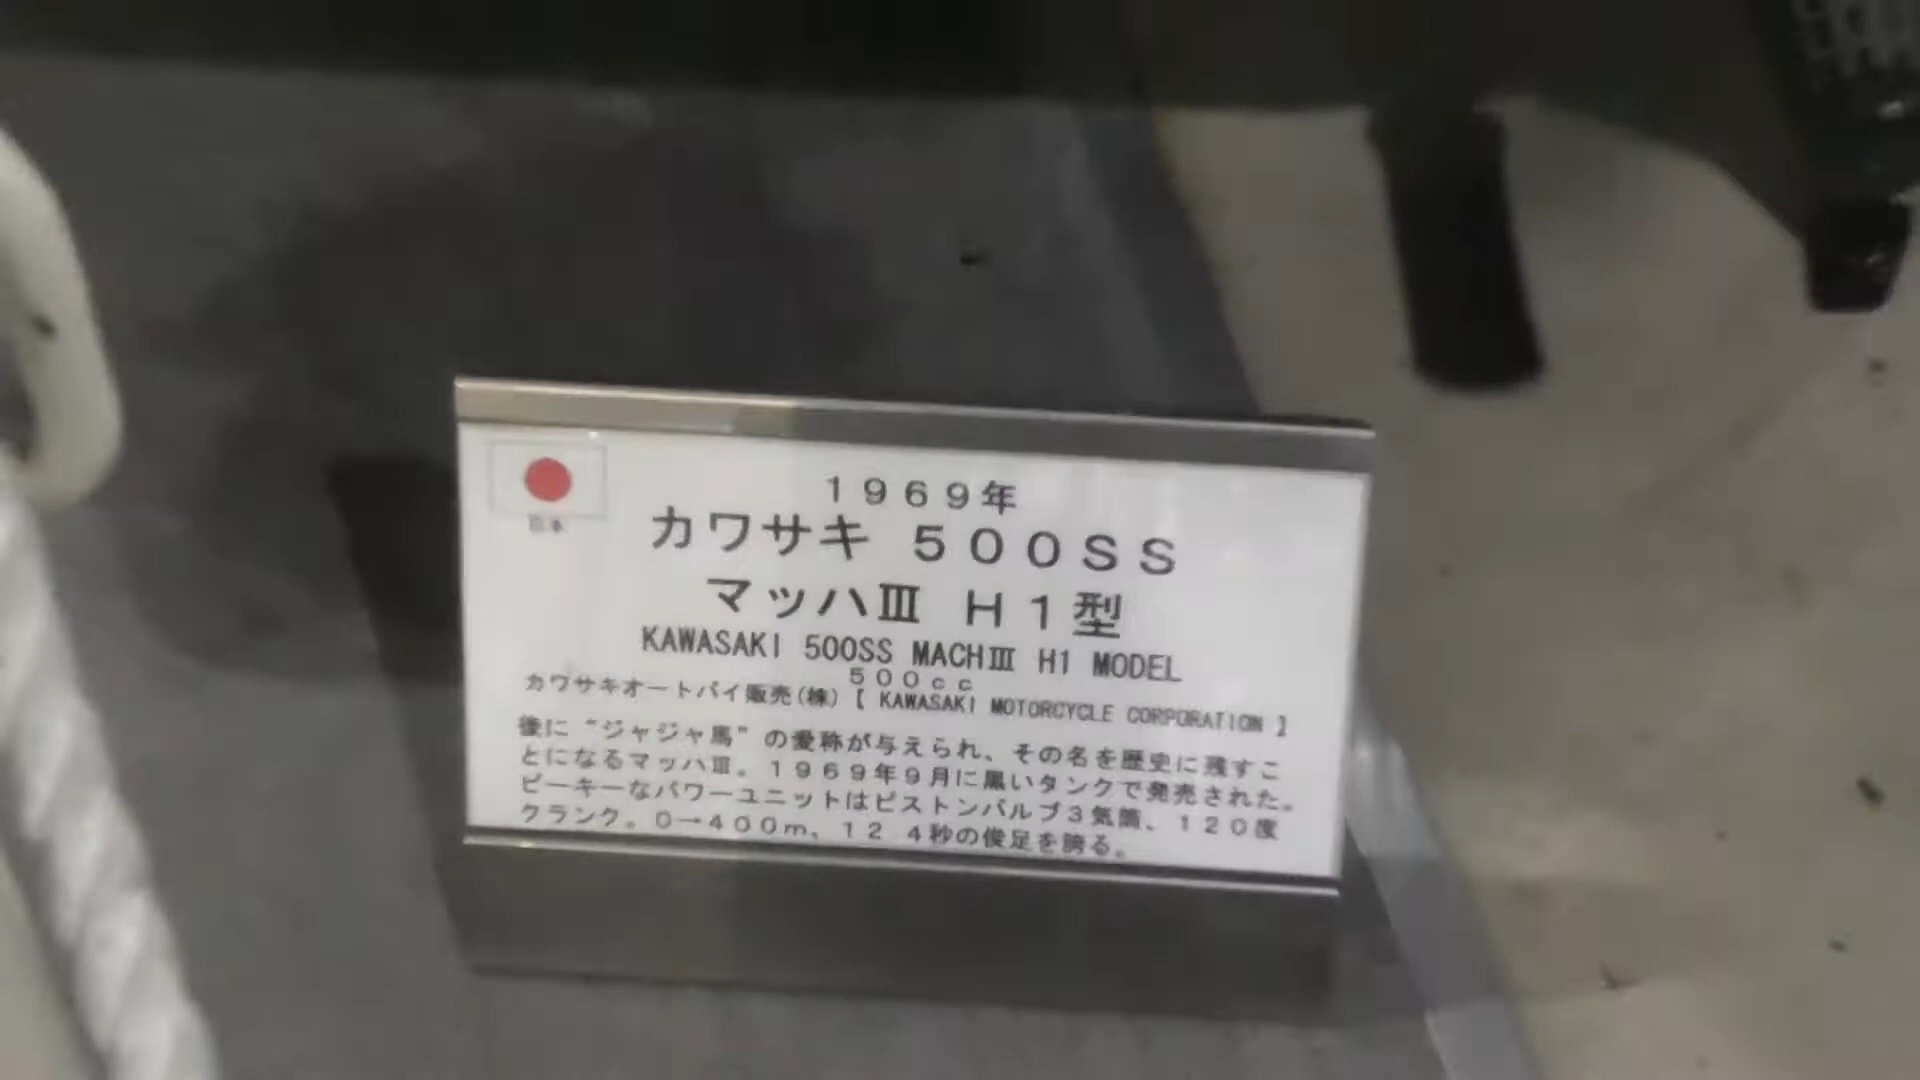 日本
1969年
カワサキ 500SS
マッハⅢ H1型
KAWASAKI 500SS MACHⅢ H1 MODEL
500cc
カワサキオートバイ販売(株)【 KAWASAKI MOTORCYCLE CORPORATION 】
後に“ジャジャ馬”の愛称が与えられ、その名を歴史に残すこ
とになるマッハⅢ。1969年9月に黒いタンクで発売された。
ピーキーなパワーユニットはピストンバルブ3気筒、120度
クランク。0→400m、12.4秒の俊足を誇る。